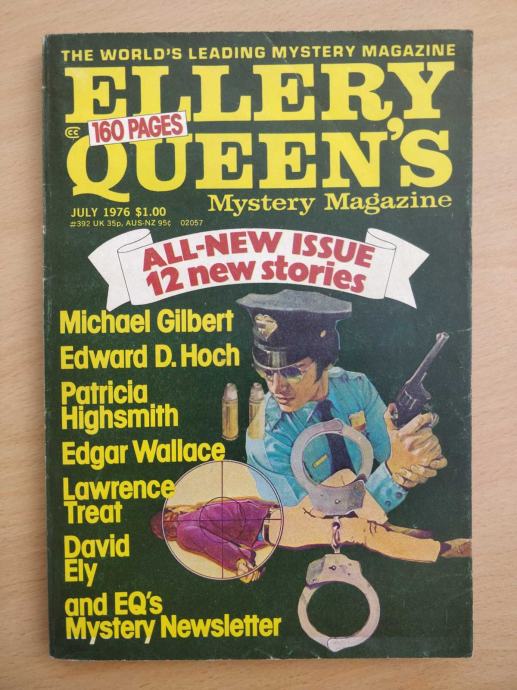 THE WORLD'S LEADING MYSTERY MAGAZINE
ELLERY
CC
160 PAGES
QUEEN'S
Mystery Magazine
JULY 1976 $1.00
#392 UK 35p, AUS-NZ 95¢ 02057
ALL-NEW ISSUE
12 new stories
Michael Gilbert
Edward D. Hoch
Patricia
Highsmith
Edgar Wallace
Lawrence
Treat
David
Ely
and EQ's
Mystery Newsletter